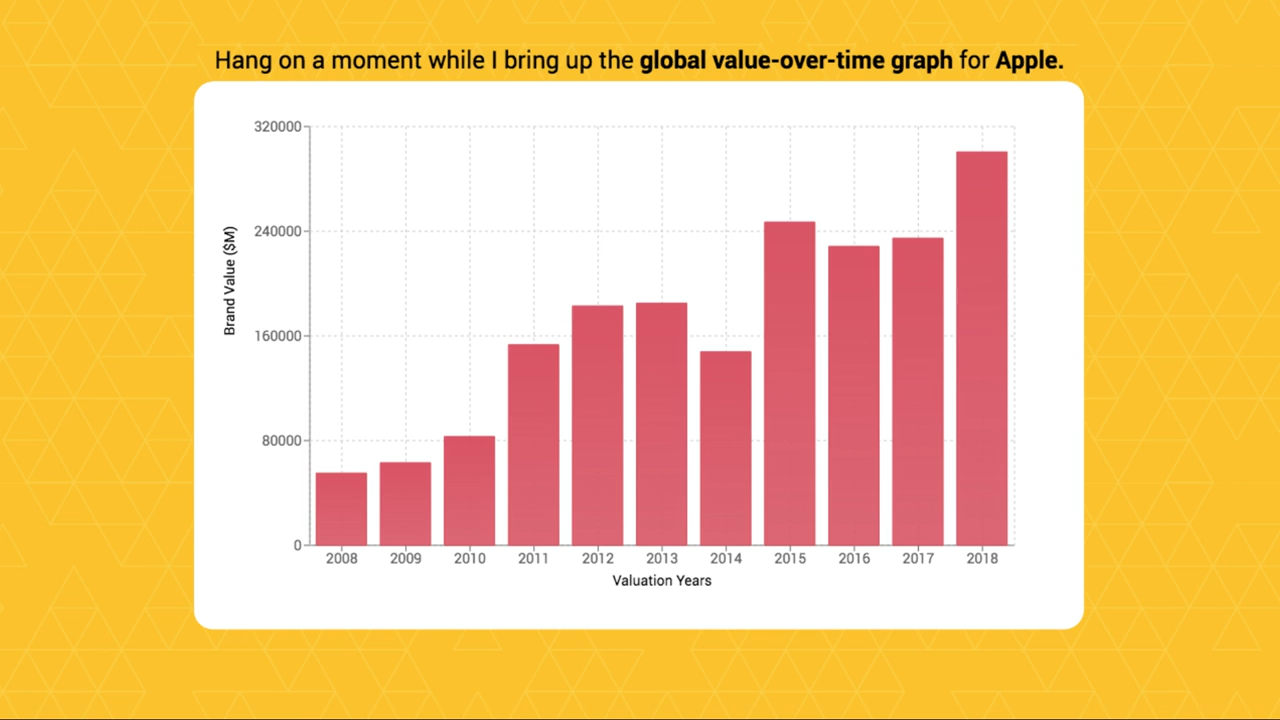 Hang on a moment while I bring up the global value-over-time graph for Apple.
320000
240000
160000
80000
0
Brand Value ($M)
2008 2009 2010 2011 2012 2013 2014 2015 2016 2017 2018
Valuation Years